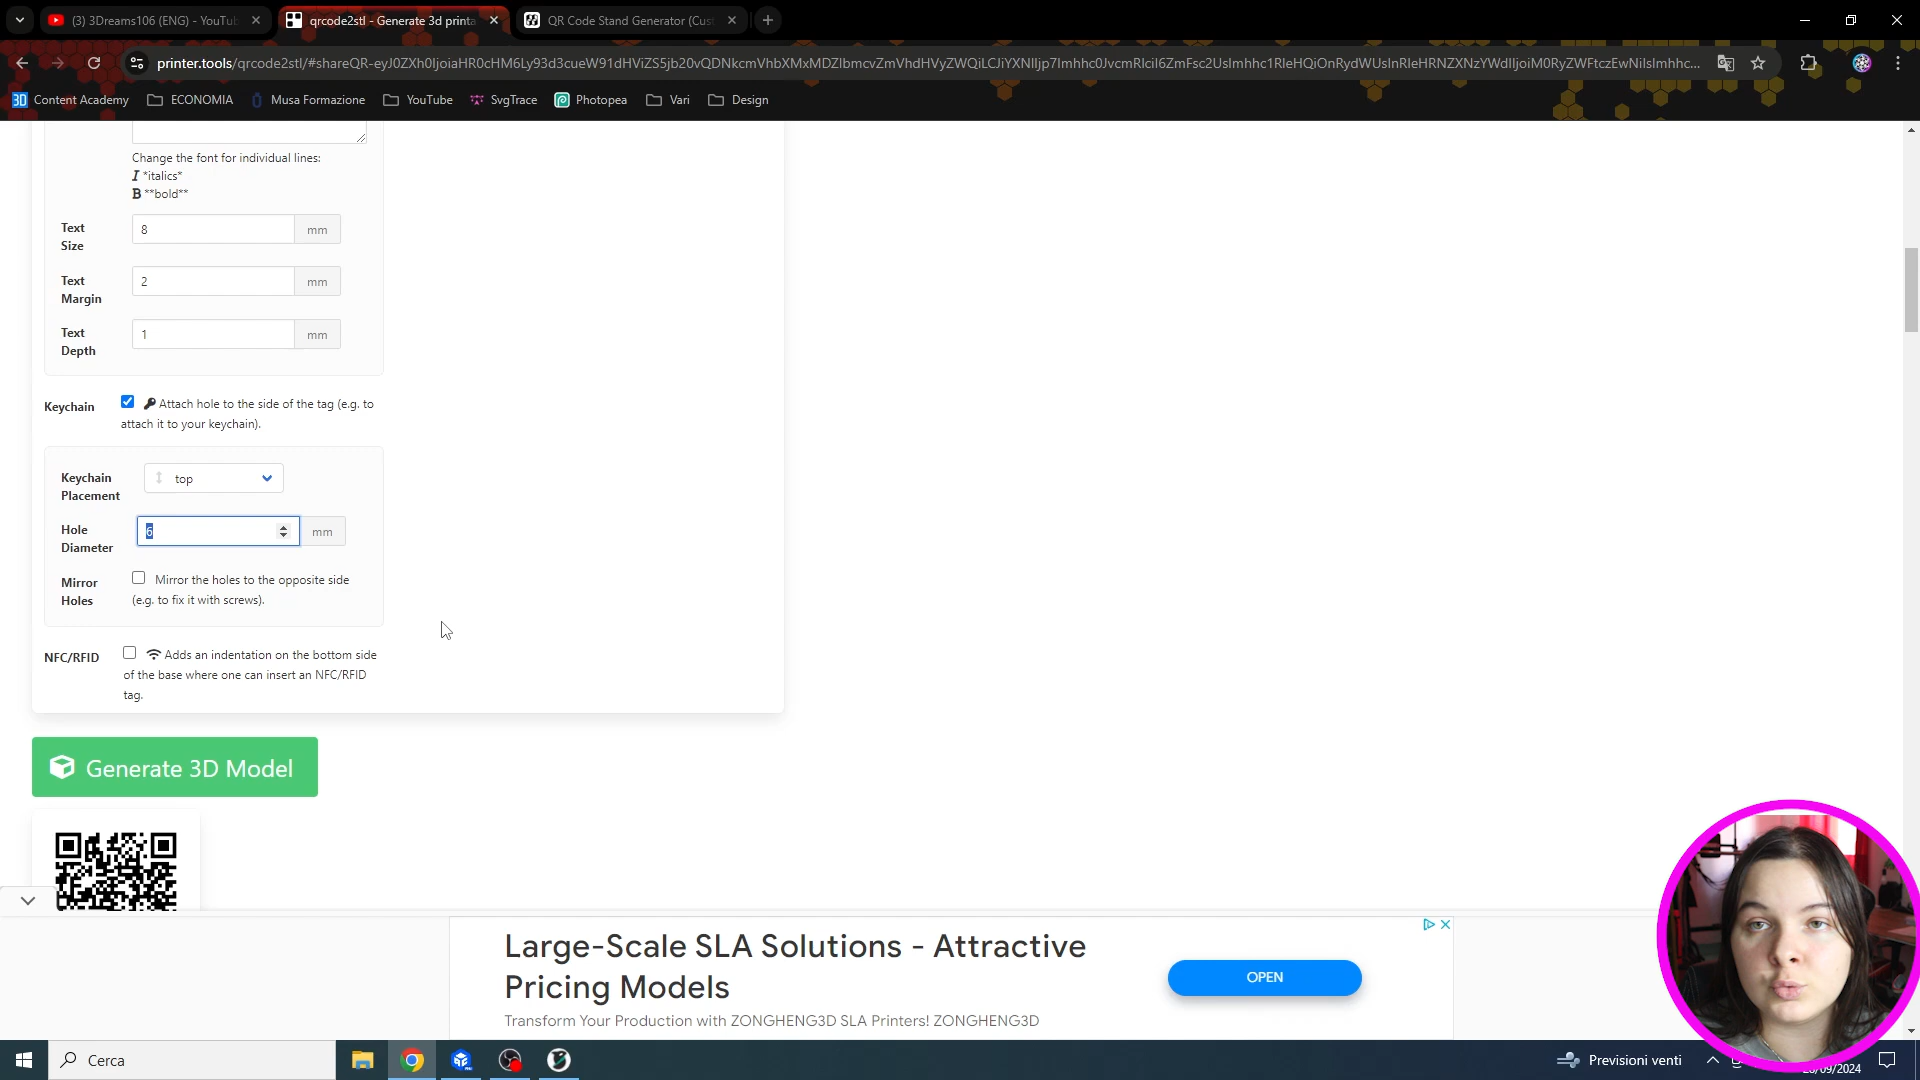 (3) 3Dreams106 (ENG) - YouTub
qrcode2stl - Generate 3d printa
QR Code Stand Generator (Cust
printer.tools/qrcode2stl/#shareQR-
Content Academy
ECONOMIA
Musa Formazione
YouTube
SvgTrace
Photopea
Vari
Design
Change the font for individual lines:
I *italics*
B **bold**
Text
Size
8
mm
Text
Margin
2
mm
Text
Depth
1
mm
Keychain
Attach hole to the side of the tag (e.g. to
attach it to your keychain).
Keychain
Placement
top
Hole
Diameter
6
mm
Mirror
Holes
Mirror the holes to the opposite side
(e.g. to fix it with screws).
NFC/RFID
Adds an indentation on the bottom side
of the base where one can insert an NFC/RFID
tag.
Generate 3D Model
Large-Scale SLA Solutions - Attractive
Pricing Models
Transform Your Production with ZONGHENG3D SLA Printers! ZONGHENG3D
OPEN
Cerca
Previsioni venti
/09/2024